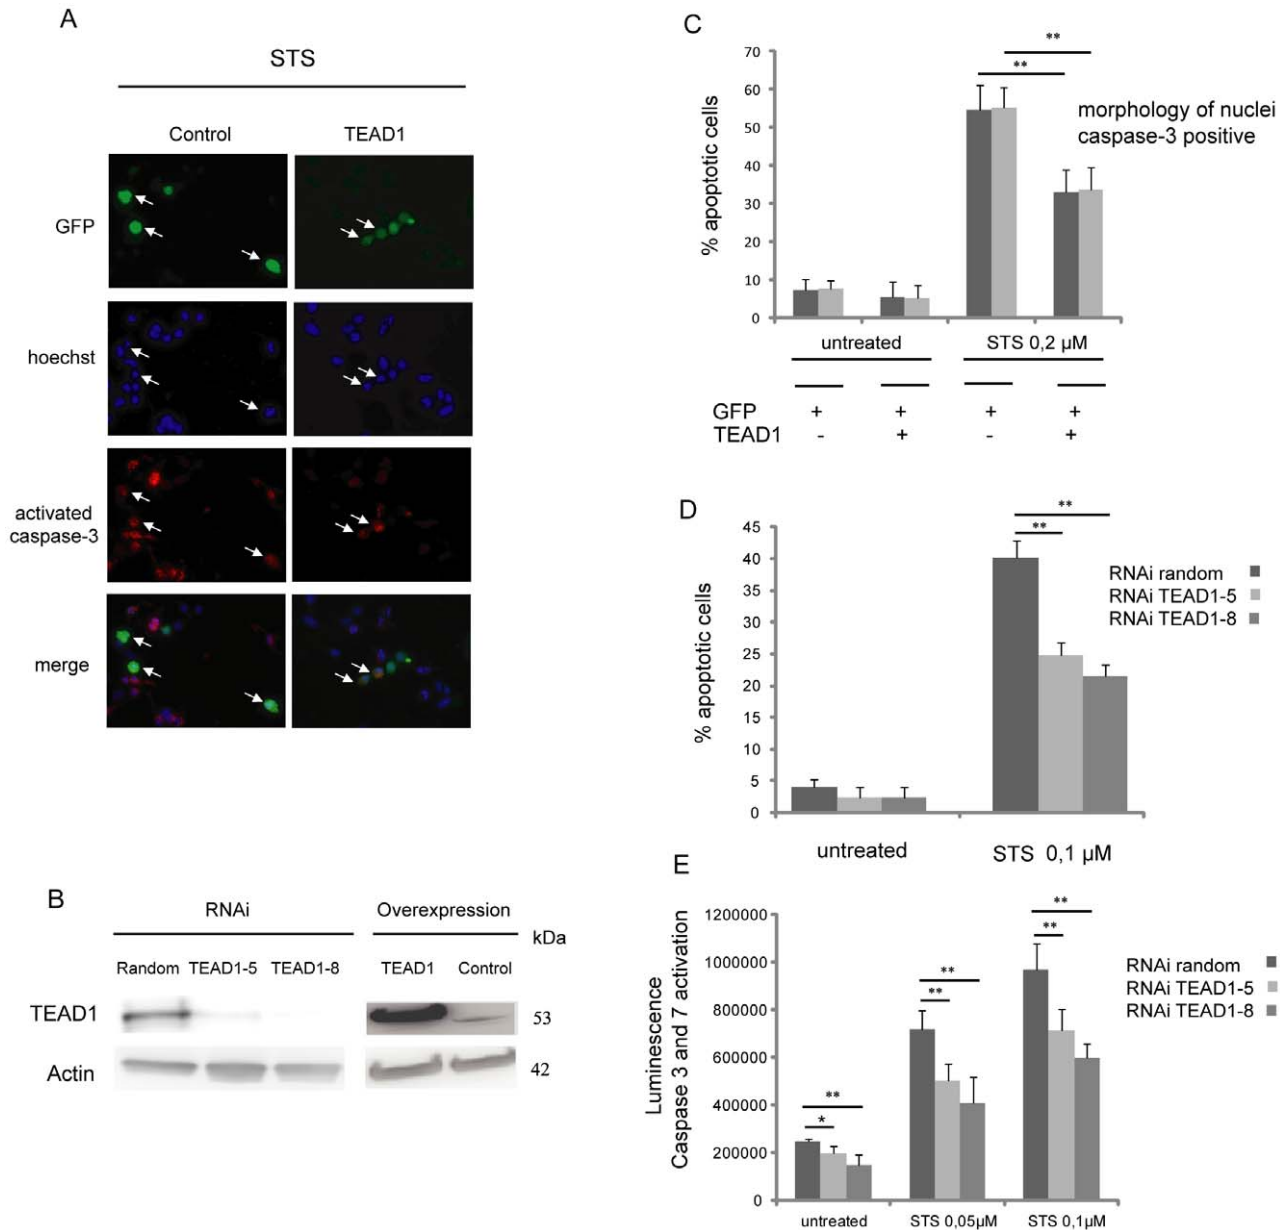 A
STS
Control TEAD1
GFP
hoechst
activated
caspase-3
merge
B
RNAi Overexpression
kDa
Random TEAD1-5 TEAD1-8 TEAD1 Control
TEAD1 53
Actin 42
C
% apoptotic cells
70
60
50
40
30
20
10
0
** **
morphology of nuclei
caspase-3 positive
untreated STS 0,2 µM
GFP + + + +
TEAD1 - + - +
D
% apoptotic cells
45
40
35
30
25
20
15
10
5
0
**
**
RNAi random
RNAi TEAD1-5
RNAi TEAD1-8
untreated STS 0,1 µM
E
Luminescence
Caspase 3 and 7 activation
1200000
1000000
800000
600000
400000
200000
0
**
*
**
**
**
**
RNAi random
RNAi TEAD1-5
RNAi TEAD1-8
untreated STS 0,05µM STS 0,1µM